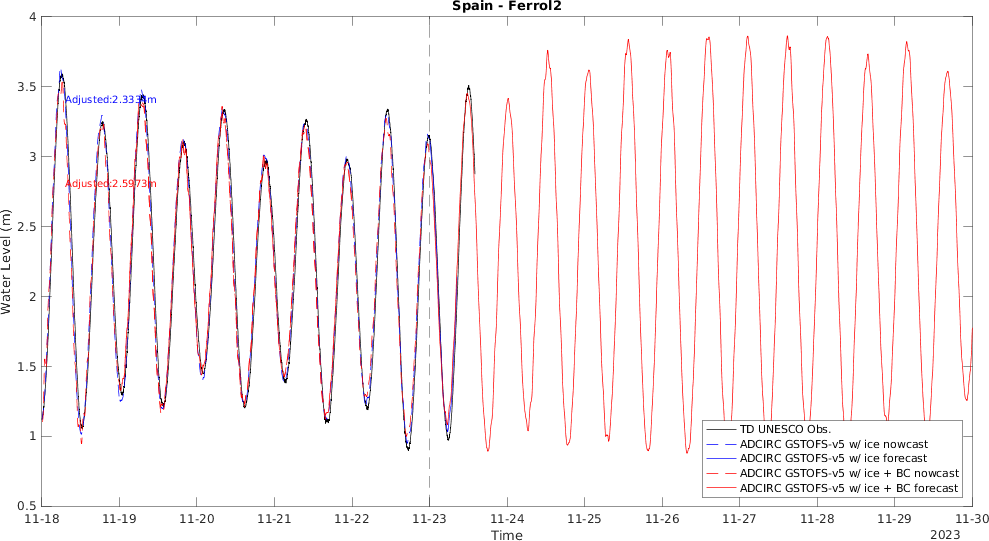 Spain - Ferrol2
4
3.5
3
2.5
2
1.5
1
0.5
Water Level (m)
Adjusted:2.3333m
Adjusted:2.5973m
TD UNESCO Obs.
ADCIRC GSTOFS-v5 w/ ice nowcast
ADCIRC GSTOFS-v5 w/ ice forecast
ADCIRC GSTOFS-v5 w/ ice + BC nowcast
ADCIRC GSTOFS-v5 w/ ice + BC forecast
11-18 11-19 11-20 11-21 11-22 11-23 11-24 11-25 11-26 11-27 11-28 11-29 11-30
Time
2023